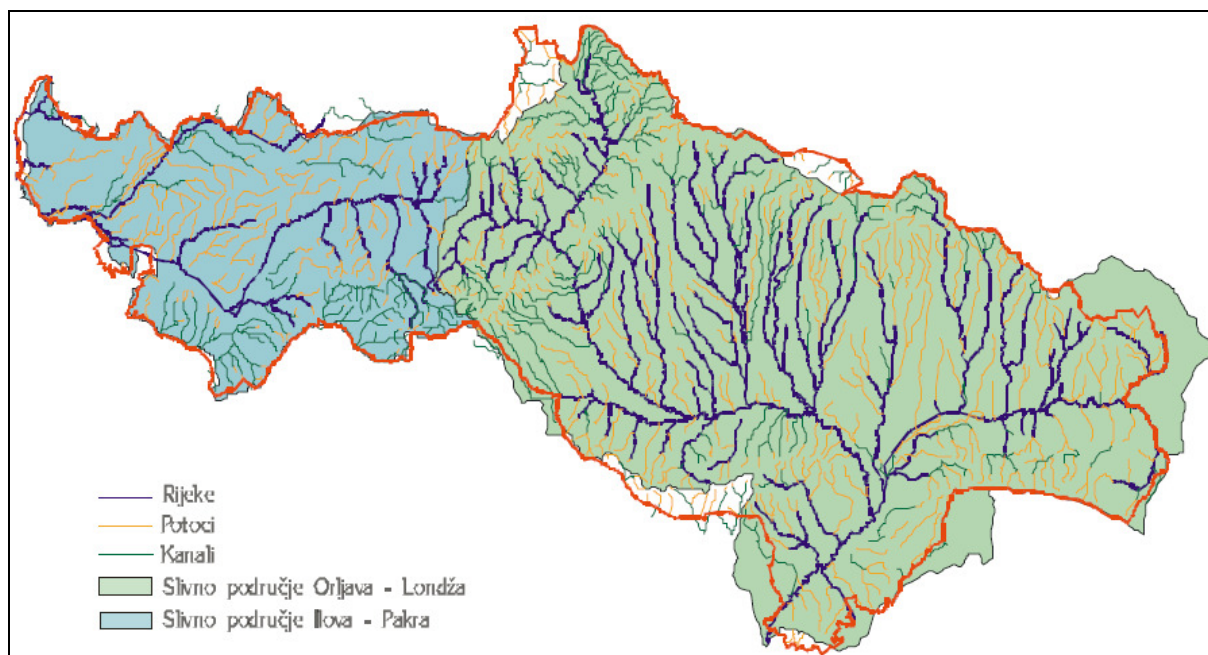 Rijeke
Potoci
Kanali
Slivno područje Orljava - Londža
Slivno područje Ilova - Pakra